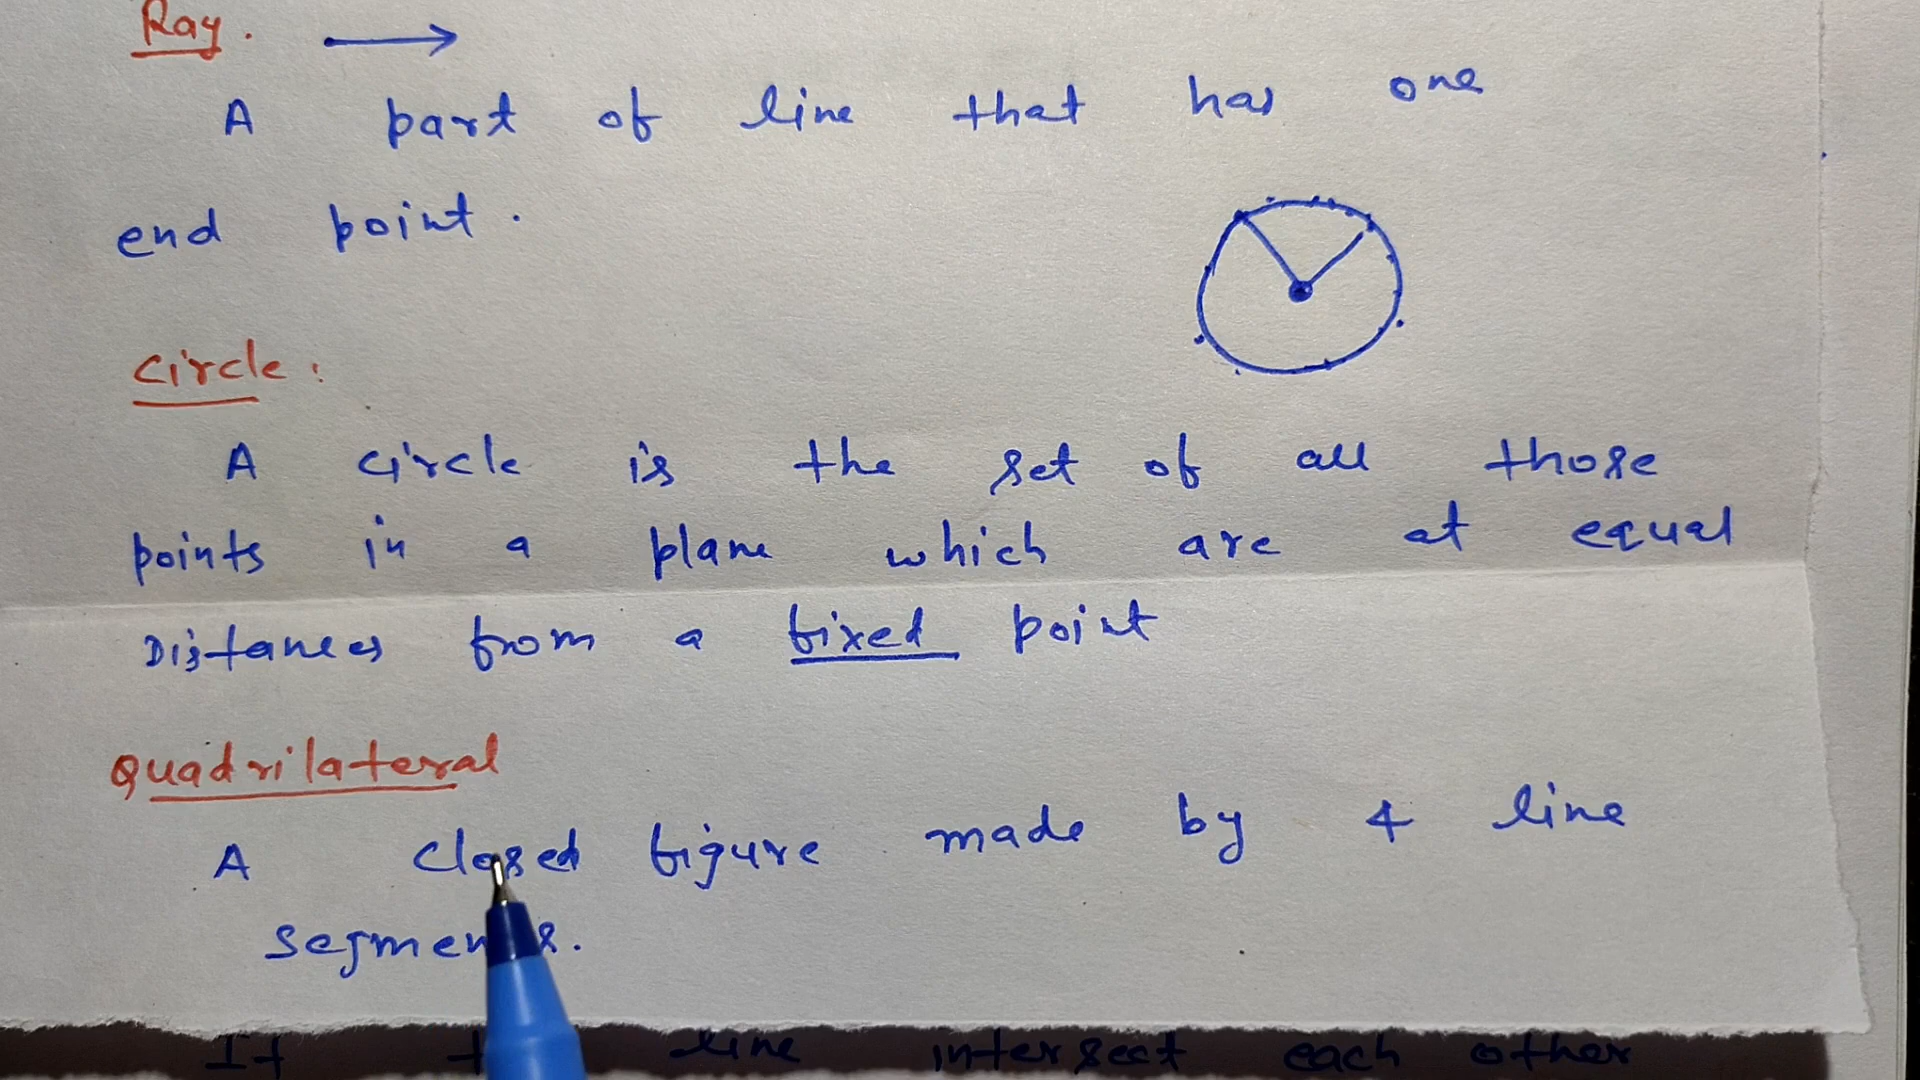 Ray.
A part of line that has one
end point.
Circle:
A circle is the set of all those
points in a plane which are at equal
Distances from a fixed point
Quadrilateral
A closed figure made by 4 line
segments.
If line intersect each other